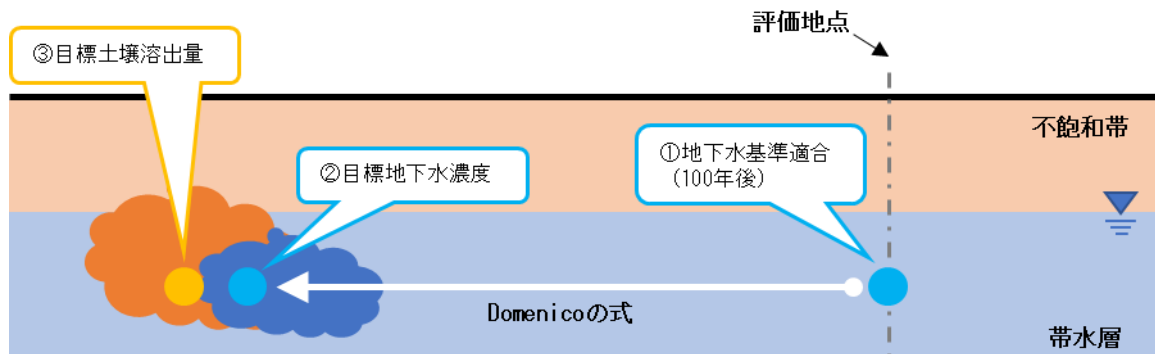 評価地点
③目標土壌溶出量
不飽和帯
①地下水基準適合
（100年後）
②目標地下水濃度
Domenicoの式
帯水層